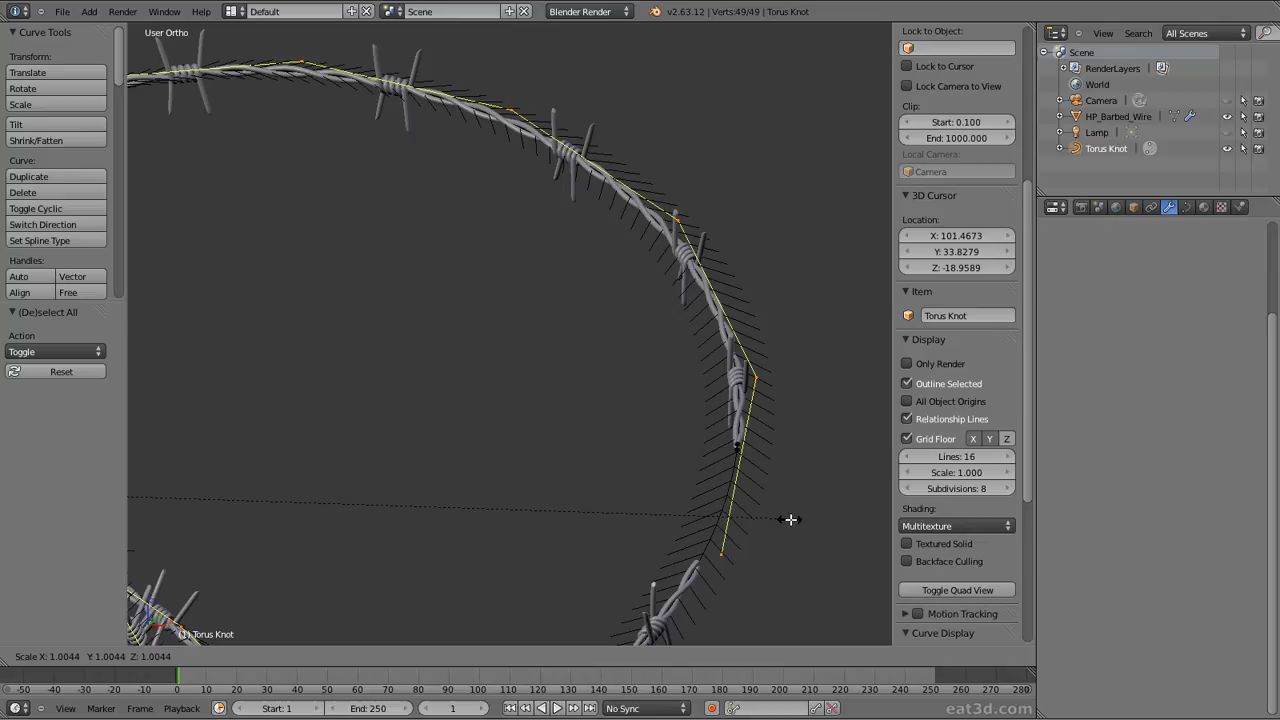 File Add Render Window Help Default Scene Blender Render v2.63.12 | Verts:49/49 | Torus Knot
Curve Tools
Transform:
Translate
Rotate
Scale
Tilt
Shrink/Fatten
Curve:
Duplicate
Delete
Toggle Cyclic
Switch Direction
Set Spline Type
Handles:
Auto Vector
Align Free
(De)select All
Action
Toggle
Reset
User Ortho
(1) Torus Knot
Lock to Object:
Lock to Cursor
Lock Camera to View
Clip:
Start: 0.100
End: 1000.000
Local Camera:
Camera
3D Cursor
Location:
X: 101.4673
Y: 33.8279
Z: -18.9589
Item
Torus Knot
Display
Only Render
Outline Selected
All Object Origins
Relationship Lines
Grid Floor X Y Z
Lines: 16
Scale: 1.000
Subdivisions: 8
Shading:
Multitexture
Textured Solid
Backface Culling
Toggle Quad View
Motion Tracking
Curve Display
View Search All Scenes
Scene
RenderLayers
World
Camera
HP_Barbed_Wire
Lamp
Torus Knot
Scale X: 1.0044 Y: 1.0044 Z: 1.0044
-50 -40 -30 -20 -10 0 10 20 30 40 50 60 70 80 90 100 110 120 130 140 150 160 170 180 190 200 210 220 230 240 250 260 270 280
View Marker Frame Playback Start: 1 End: 250 1 No Sync
eat3d.com